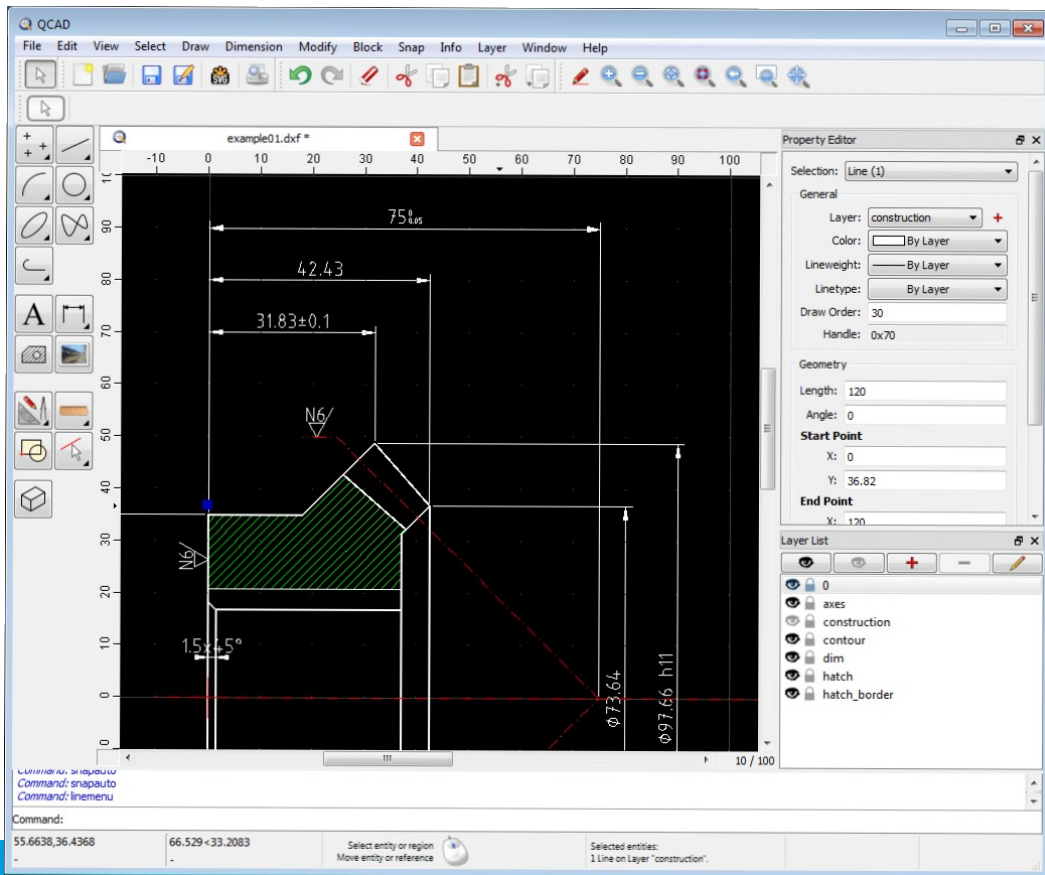 QCAD
File Edit View Select Draw Dimension Modify Block Snap Info Layer Window Help
example01.dxf *
-10 0 10 20 30 40 50 60 70 80 90 100
90
80
70
60
50
40
30
20
10
0
75
0.05
42.43
31.83±0.1
N6
N6
1.5x45°
ϕ73.64
ϕ97.66 h11
10 / 100
A
Property Editor
Selection: Line (1)
General
Layer: construction
Color: By Layer
Lineweight: By Layer
Linetype: By Layer
Draw Order: 30
Handle: 0x70
Geometry
Length: 120
Angle: 0
Start Point
X: 0
Y: 36.82
End Point
X: 120
Layer List
0
axes
construction
contour
dim
hatch
hatch_border
Command: snapauto
Command: snapauto
Command: linemenu
Command:
55.6638,36.4368
-
66.529<33.2083
-
Select entity or region
Move entity or reference
Selected entities:
1 Line on Layer "construction".